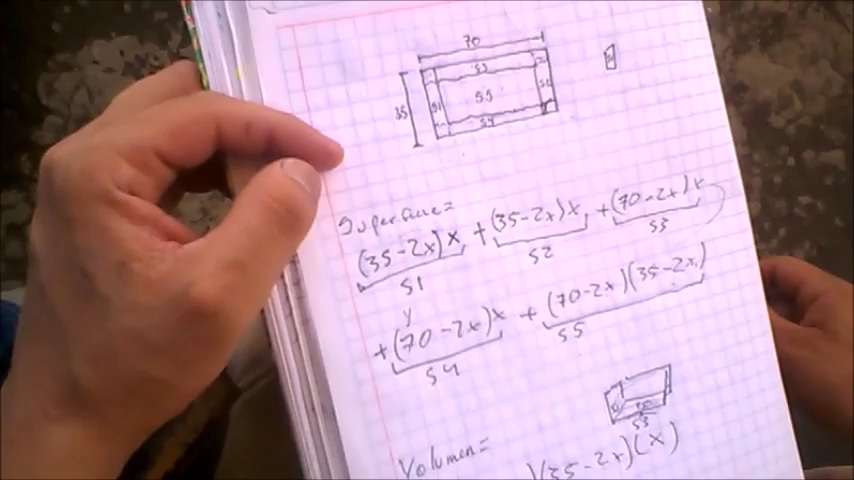 70
S3
35 S1 S5 S2
S4
Superficie=
(35-2x)x + (35-2x)x + (70-2x)x
S1 S2 S3
y
+(70-2x)x + (70-2x)(35-2x)
S4 S5
S3
Volumen=
)(35-2x)(x)